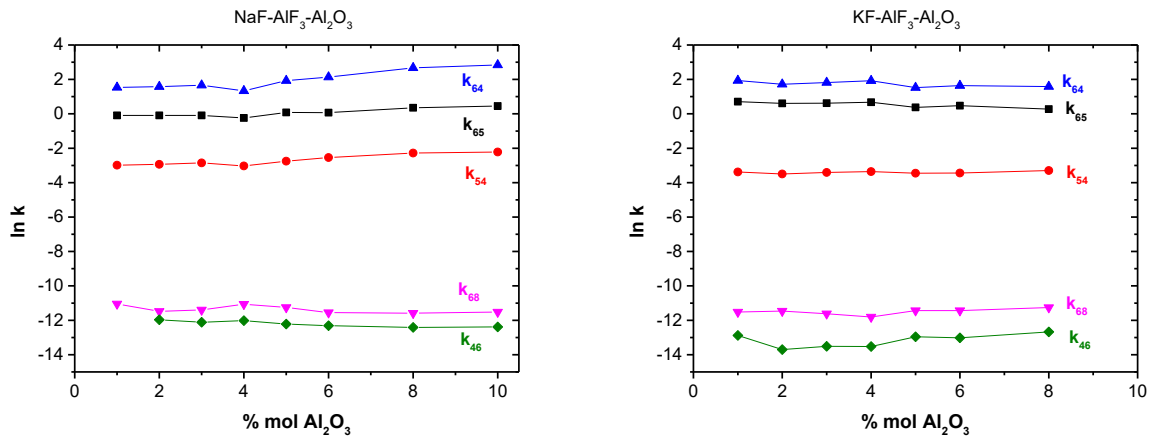 NaF-AlF₃-Al₂O₃
4
2
0
-2
-4
-6
-8
-10
-12
-14
ln k
k₆₄
k₆₅
k₅₄
k₆₈
k₄₆
0 2 4 6 8 10
% mol Al₂O₃
KF-AlF₃-Al₂O₃
4
2
0
-2
-4
-6
-8
-10
-12
-14
ln k
k₆₄
k₆₅
k₅₄
k₆₈
k₄₆
0 2 4 6 8 10
% mol Al₂O₃